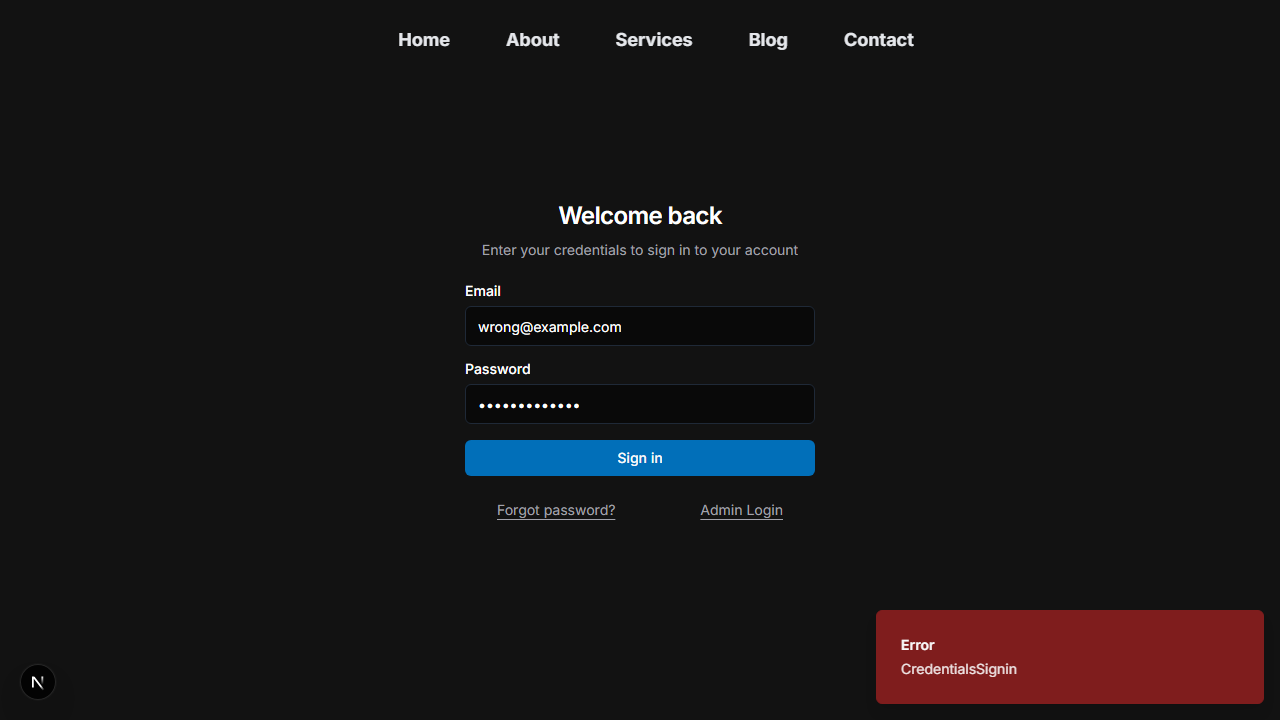 Home About Services Blog Contact
Welcome back
Enter your credentials to sign in to your account
Email
wrong@example.com
Password
•••••••••••••
Sign in
Forgot password? Admin Login
Error
CredentialsSignin
N